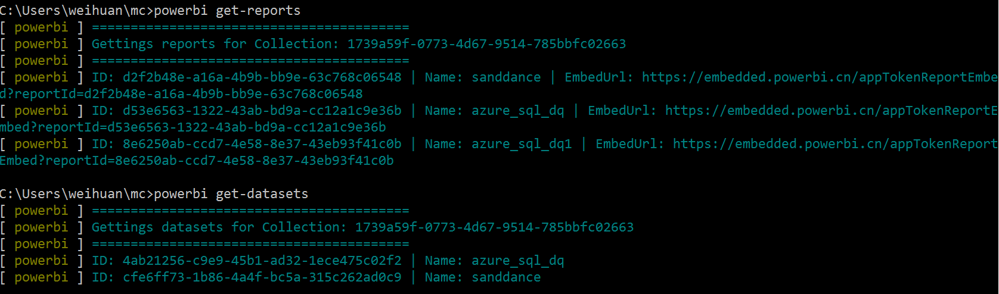 C:\Users\weihuan\mc>powerbi get-reports
[ powerbi ] =========================================
[ powerbi ] Gettings reports for Collection: 1739a59f-0773-4d67-9514-785bbfc02663
[ powerbi ] =========================================
[ powerbi ] ID: d2f2b48e-a16a-4b9b-bb9e-63c768c06548 | Name: sanddance | EmbedUrl: https://embedded.powerbi.cn/appTokenReportEmbe
d?reportId=d2f2b48e-a16a-4b9b-bb9e-63c768c06548
[ powerbi ] ID: d53e6563-1322-43ab-bd9a-cc12a1c9e36b | Name: azure_sql_dq | EmbedUrl: https://embedded.powerbi.cn/appTokenReportE
mbed?reportId=d53e6563-1322-43ab-bd9a-cc12a1c9e36b
[ powerbi ] ID: 8e6250ab-ccd7-4e58-8e37-43eb93f41c0b | Name: azure_sql_dq1 | EmbedUrl: https://embedded.powerbi.cn/appTokenReport
Embed?reportId=8e6250ab-ccd7-4e58-8e37-43eb93f41c0b
C:\Users\weihuan\mc>powerbi get-datasets
[ powerbi ] =========================================
[ powerbi ] Gettings datasets for Collection: 1739a59f-0773-4d67-9514-785bbfc02663
[ powerbi ] =========================================
[ powerbi ] ID: 4ab21256-c9e9-45b1-ad32-1ece475c02f2 | Name: azure_sql_dq
[ powerbi ] ID: cfe6ff73-1b86-4a4f-bc5a-315c262ad0c9 | Name: sanddance